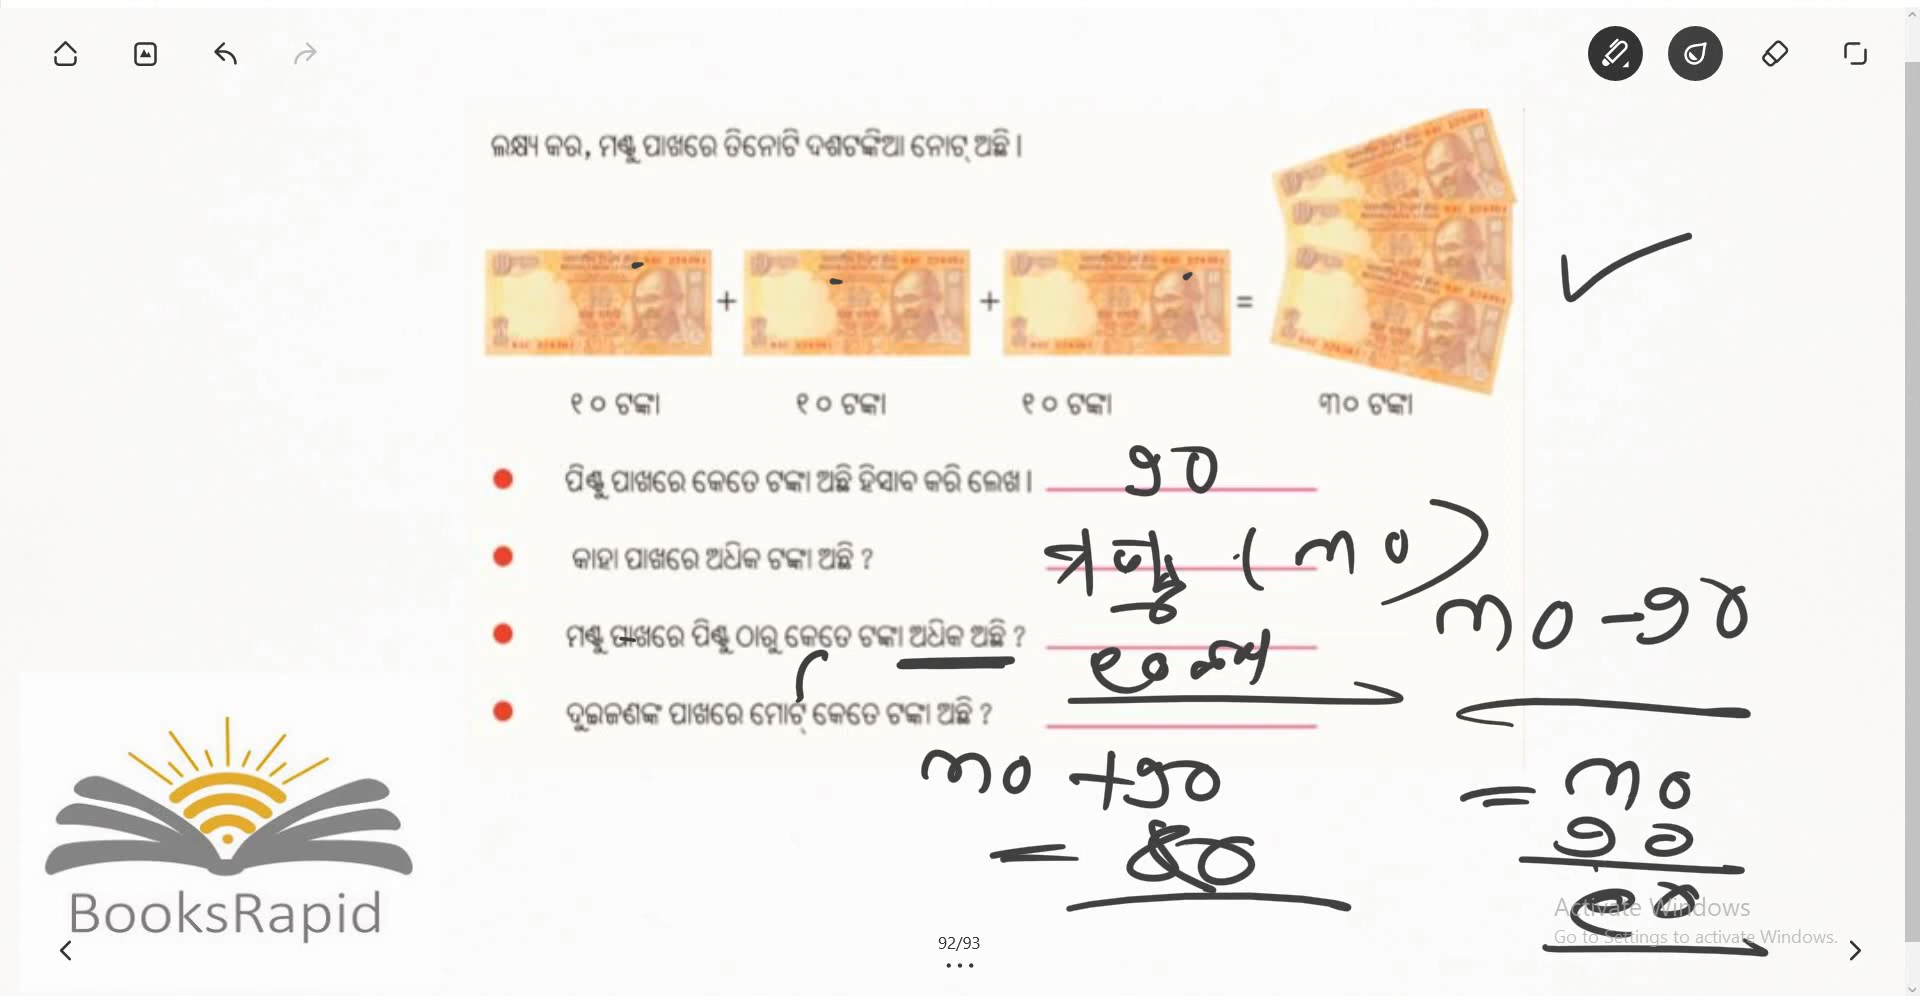 ଲକ୍ଷ୍ୟ କର, ମଣ୍ଟୁ ପାଖରେ ତିନୋଟି ଦଶଟଙ୍କିଆ ନୋଟ୍ ଅଛି।
+ + =
୧୦ ଟଙ୍କା ୧୦ ଟଙ୍କା ୧୦ ଟଙ୍କା ୩୦ ଟଙ୍କା
ପିଣ୍ଟୁ ପାଖରେ କେତେ ଟଙ୍କା ଅଛି ହିସାବ କରି ଲେଖ। ୨୦
କାହା ପାଖରେ ଅଧିକ ଟଙ୍କା ଅଛି ? ମଣ୍ଟୁ (୩୦)
ମଣ୍ଟୁ ପାଖରେ ପିଣ୍ଟୁ ଠାରୁ କେତେ ଟଙ୍କା ଅଧିକ ଅଛି ? ୧୦
୩୦ - ୨୦
ଦୁଇଜଣଙ୍କ ପାଖରେ ମୋଟ୍ କେତେ ଟଙ୍କା ଅଛି ?
୩୦ + ୨୦
= ୫୦
= ୩୦
୨୦
୧୦
BooksRapid
92/93
Activate Windows
Go to Settings to activate Windows.